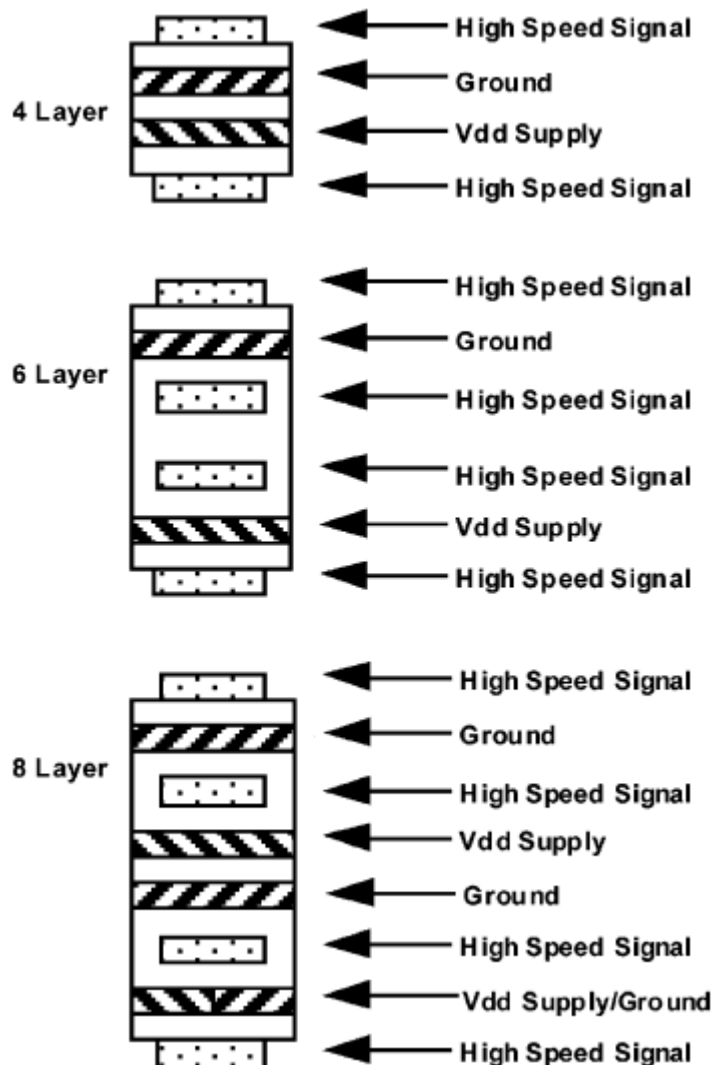 High Speed Signal
Ground
4 Layer
Vdd Supply
High Speed Signal
High Speed Signal
Ground
6 Layer
High Speed Signal
High Speed Signal
Vdd Supply
High Speed Signal
High Speed Signal
Ground
8 Layer
High Speed Signal
Vdd Supply
Ground
High Speed Signal
Vdd Supply/Ground
High Speed Signal